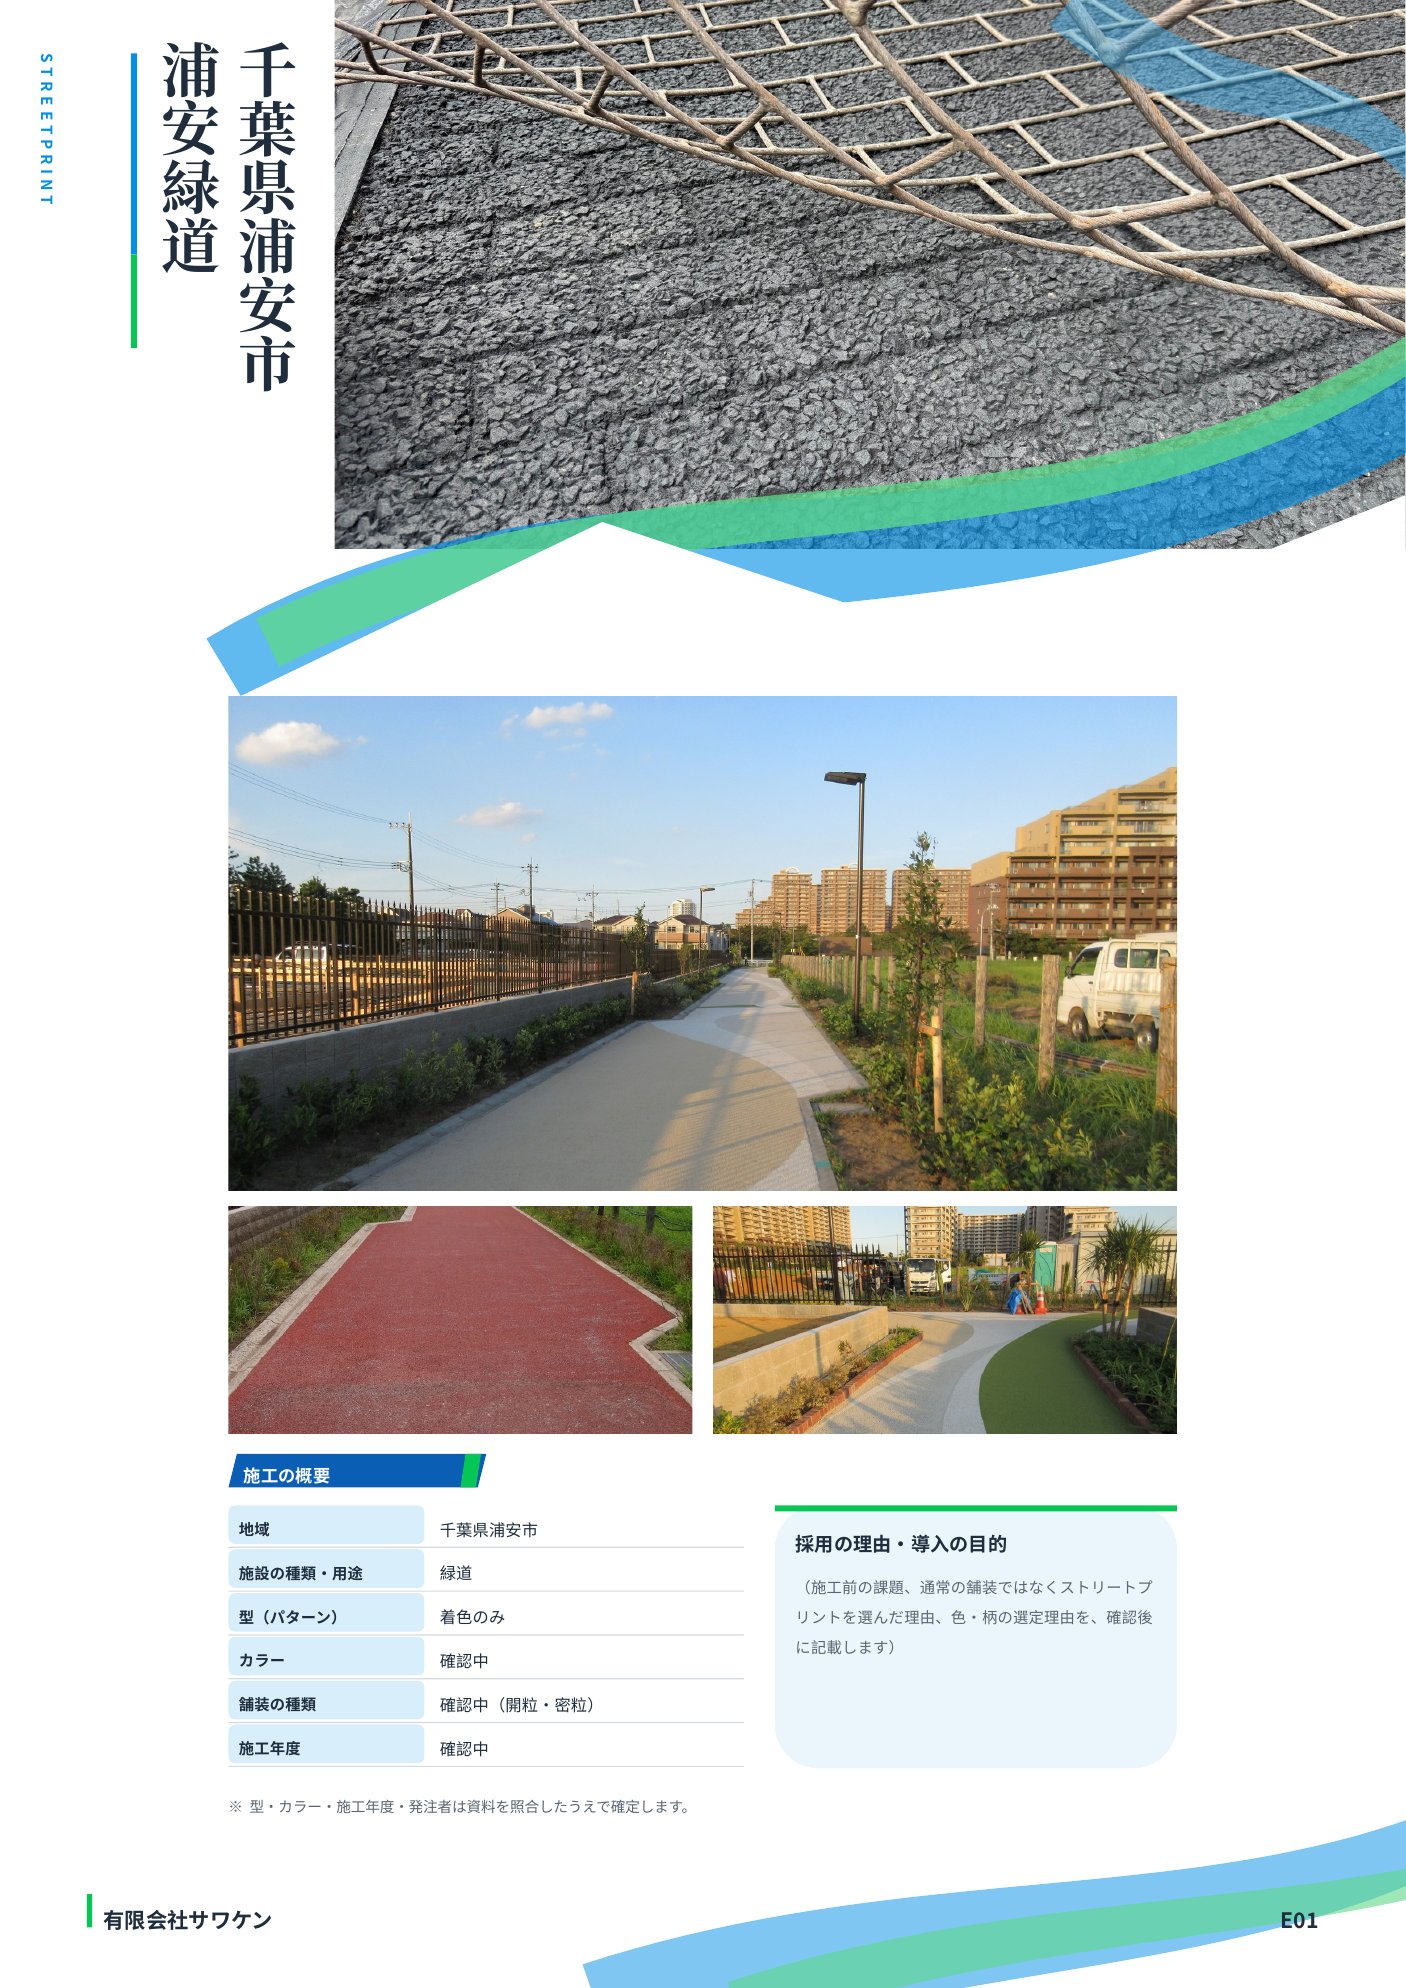 STREETPRINT
千葉県浦安市
浦安緑道
施工の概要
地域 千葉県浦安市
施設の種類・用途 緑道
型（パターン） 着色のみ
カラー 確認中
舗装の種類 確認中（開粒・密粒）
施工年度 確認中
採用の理由・導入の目的
（施工前の課題、通常の舗装ではなくストリートプ
リントを選んだ理由、色・柄の選定理由を、確認後
に記載します）
※ 型・カラー・施工年度・発注者は資料を照合したうえで確定します。
有限会社サワケン
E01